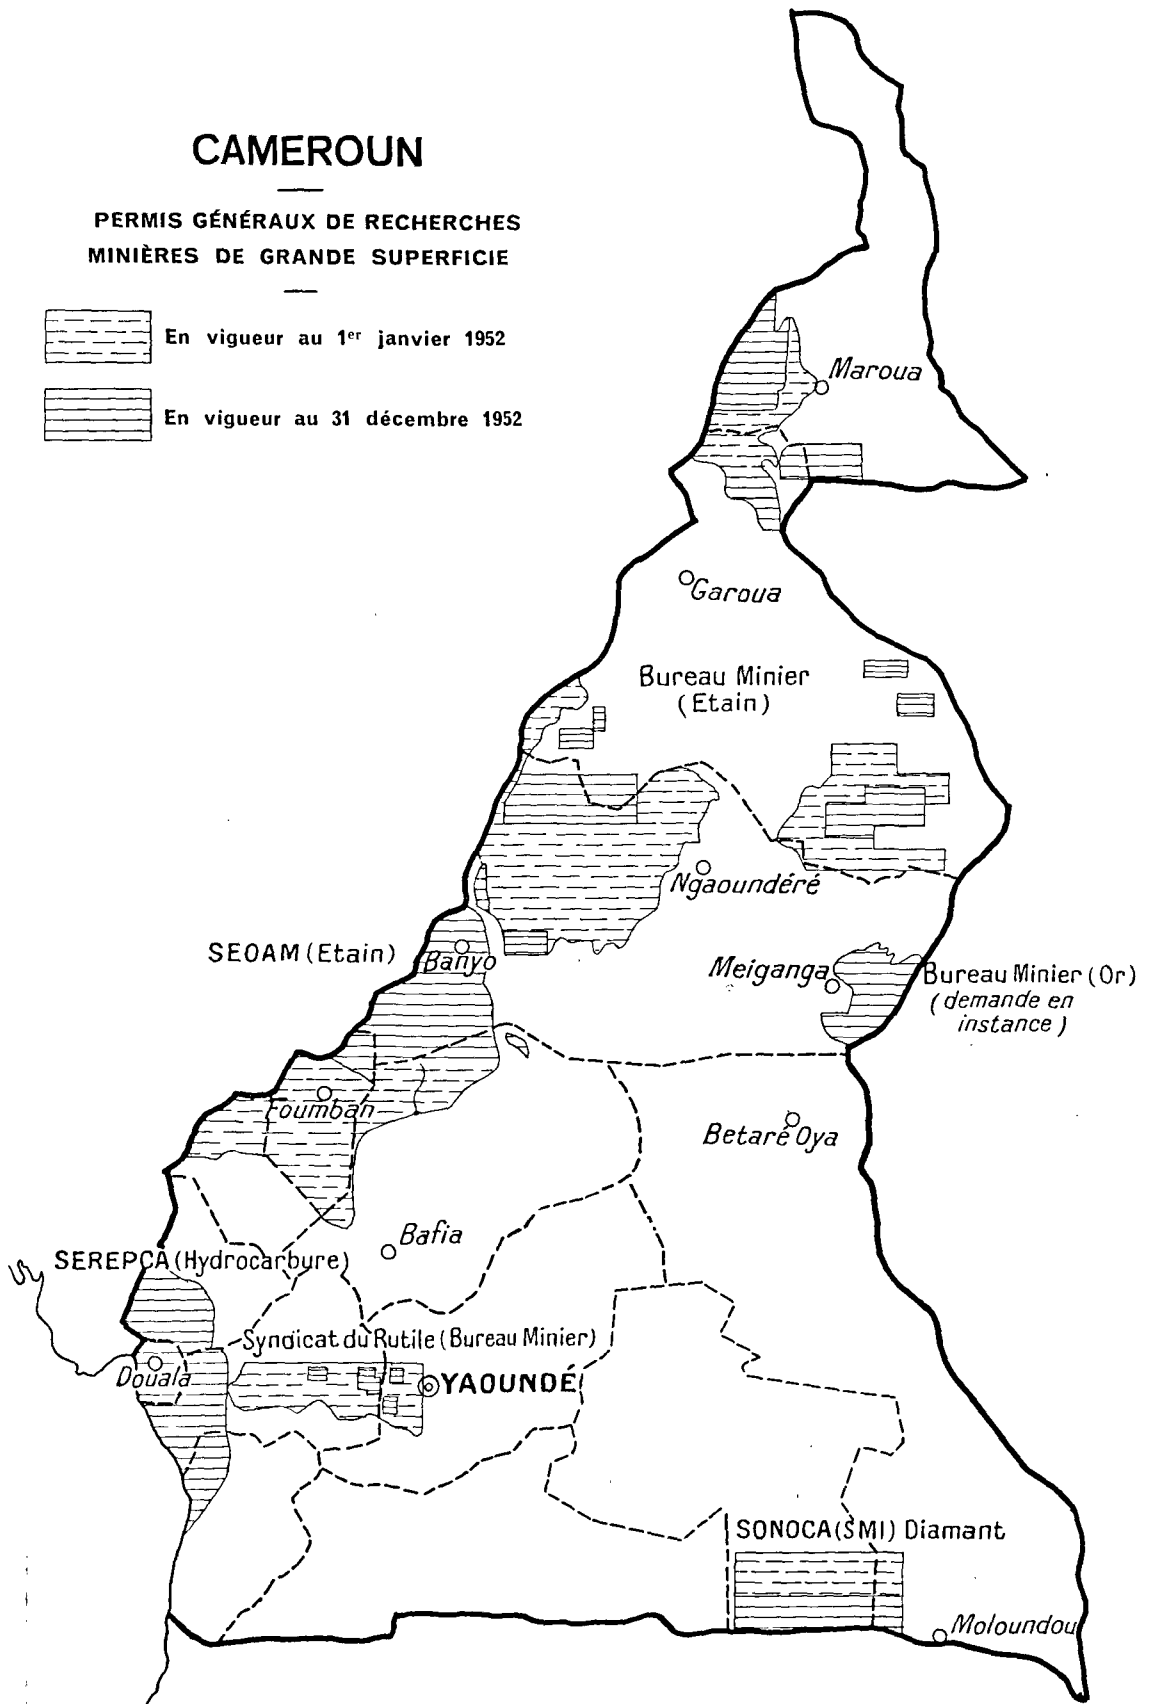 CAMEROUN
PERMIS GÉNÉRAUX DE RECHERCHES
MINIÈRES DE GRANDE SUPERFICIE
En vigueur au 1er janvier 1952
En vigueur au 31 décembre 1952
Maroua
Garoua
Bureau Minier
(Etain)
Ngaoundéré
SEOAM (Etain)
Banyo
Meiganga
Bureau Minier (Or)
(demande en
instance)
Foumban
Betaré Oya
Bafia
SEREPCA (Hydrocarbure)
Syndicat du Rutile (Bureau Minier)
Douala
YAOUNDÉ
SONOCA (SMI) Diamant
Moloundou